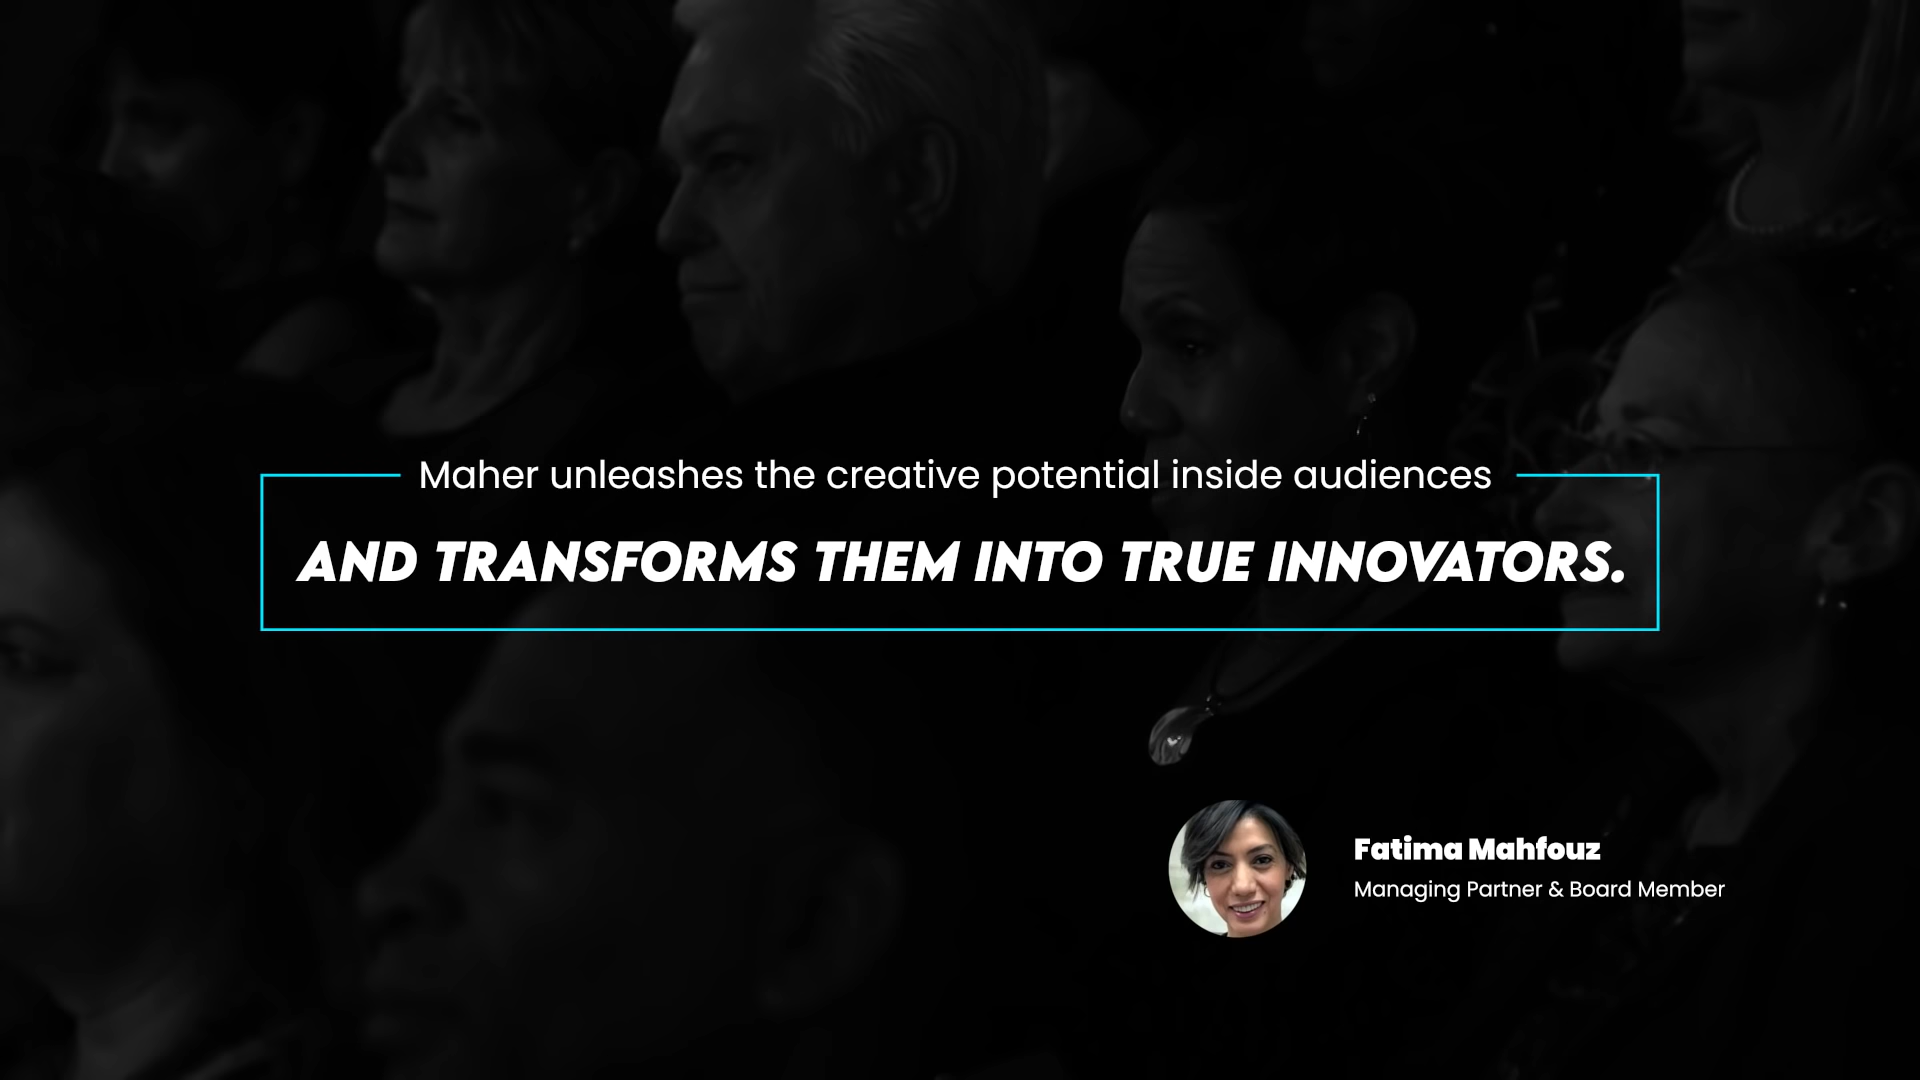 Maher unleashes the creative potential inside audiences
AND TRANSFORMS THEM INTO TRUE INNOVATORS.
Fatima Mahfouz
Managing Partner & Board Member